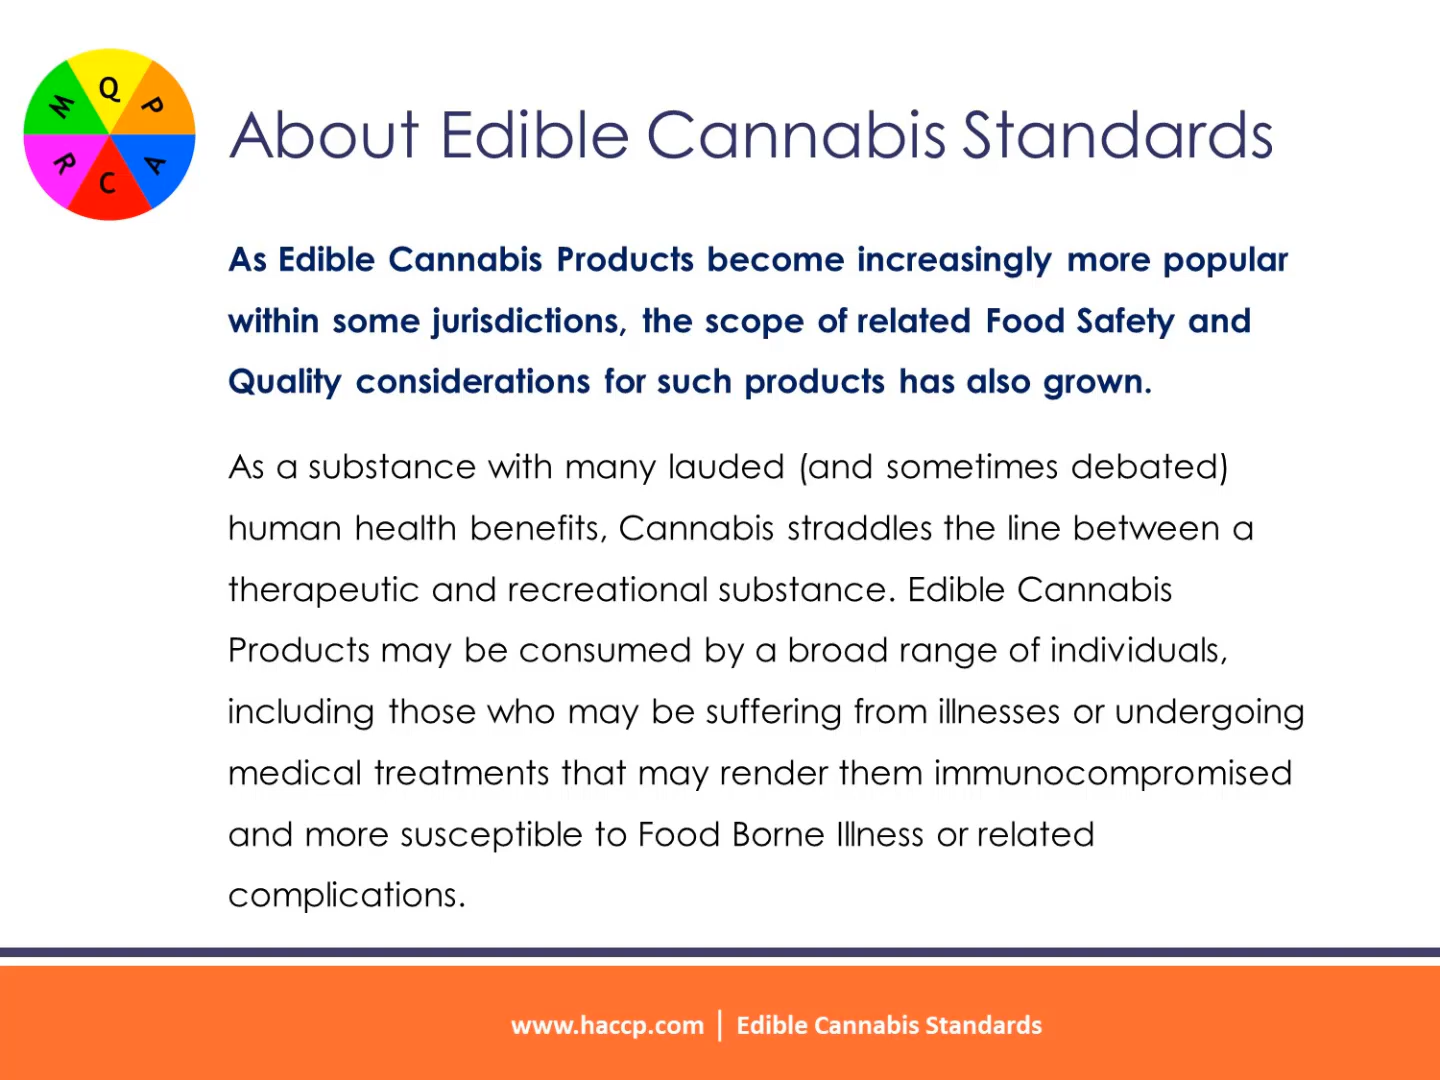 Q
P
A
C
R
M
About Edible Cannabis Standards
As Edible Cannabis Products become increasingly more popular
within some jurisdictions, the scope of related Food Safety and
Quality considerations for such products has also grown.
As a substance with many lauded (and sometimes debated)
human health benefits, Cannabis straddles the line between a
therapeutic and recreational substance. Edible Cannabis
Products may be consumed by a broad range of individuals,
including those who may be suffering from illnesses or undergoing
medical treatments that may render them immunocompromised
and more susceptible to Food Borne Illness or related
complications.
www.haccp.com | Edible Cannabis Standards